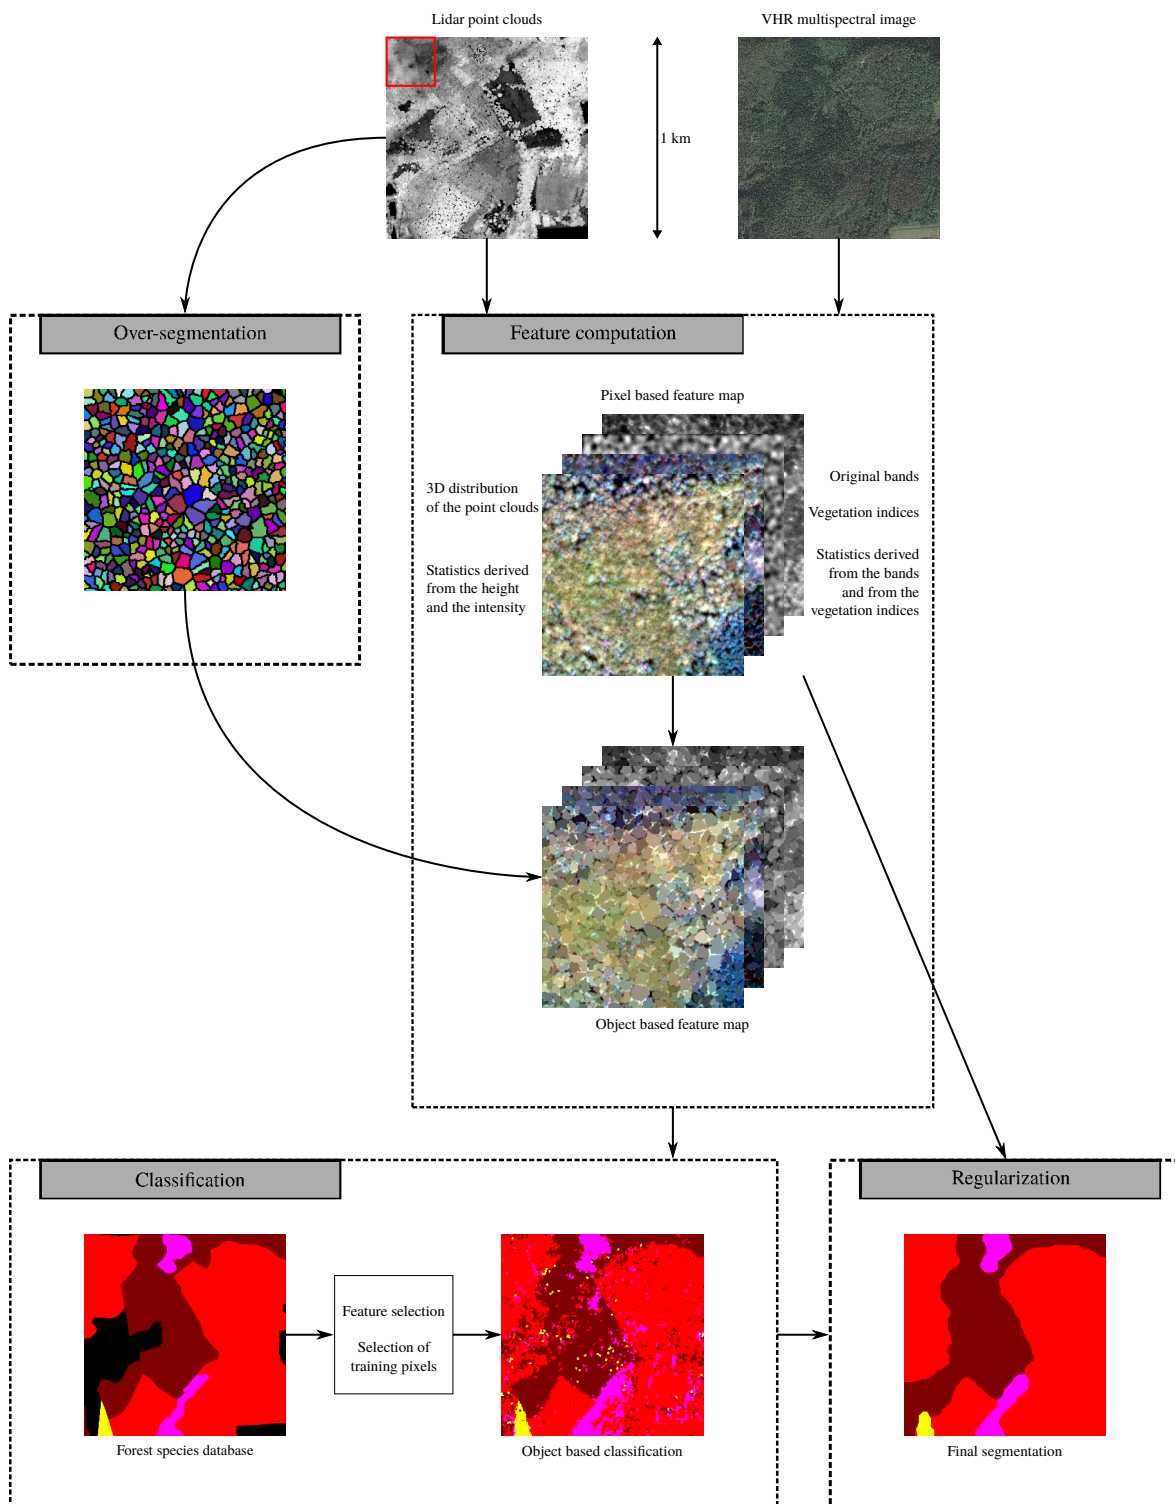 Lidar point clouds
VHR multispectral image
1 km
Over-segmentation
Feature computation
Pixel based feature map
3D distribution
of the point clouds
Statistics derived
from the height
and the intensity
Original bands
Vegetation indices
Statistics derived
from the bands
and from the
vegetation indices
Object based feature map
Classification
Regularization
Feature selection
Selection of
training pixels
Forest species database
Object based classification
Final segmentation